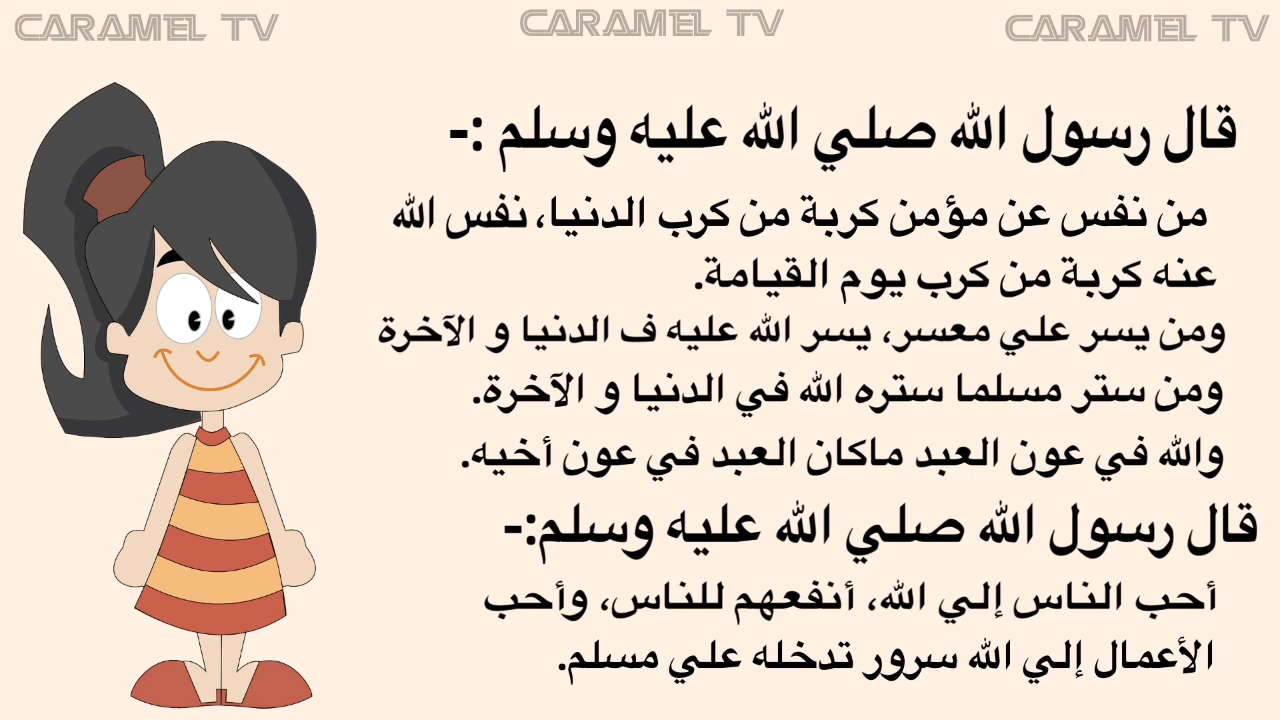 CARAMEL TV CARAMEL TV CARAMEL TV
قال رسول الله صلي الله عليه وسلم :-
من نفس عن مؤمن كربة من كرب الدنيا، نفس الله
عنه كربة من كرب يوم القيامة.
ومن يسر علي معسر، يسر الله عليه ف الدنيا و الآخرة
ومن ستر مسلما ستره الله في الدنيا و الآخرة.
والله في عون العبد ماكان العبد في عون أخيه.
قال رسول الله صلي الله عليه وسلم:-
أحب الناس إلي الله، أنفعهم للناس، وأحب
الأعمال إلي الله سرور تدخله علي مسلم.